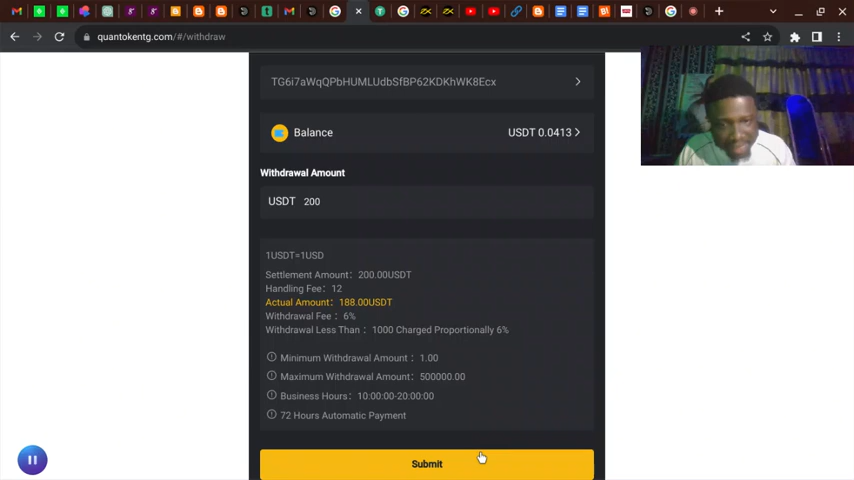 quantokentg.com/#/withdraw
TG6i7aWqQPbHUMLUdbSfBP62KDKhWK8Ecx
Balance USDT 0.0413
Withdrawal Amount
USDT 200
1USDT=1USD
Settlement Amount: 200.00USDT
Handling Fee: 12
Actual Amount: 188.00USDT
Withdrawal Fee: 6%
Withdrawal Less Than: 1000 Charged Proportionally 6%
Minimum Withdrawal Amount: 1.00
Maximum Withdrawal Amount: 500000.00
Business Hours: 10:00:00-20:00:00
72 Hours Automatic Payment
Submit